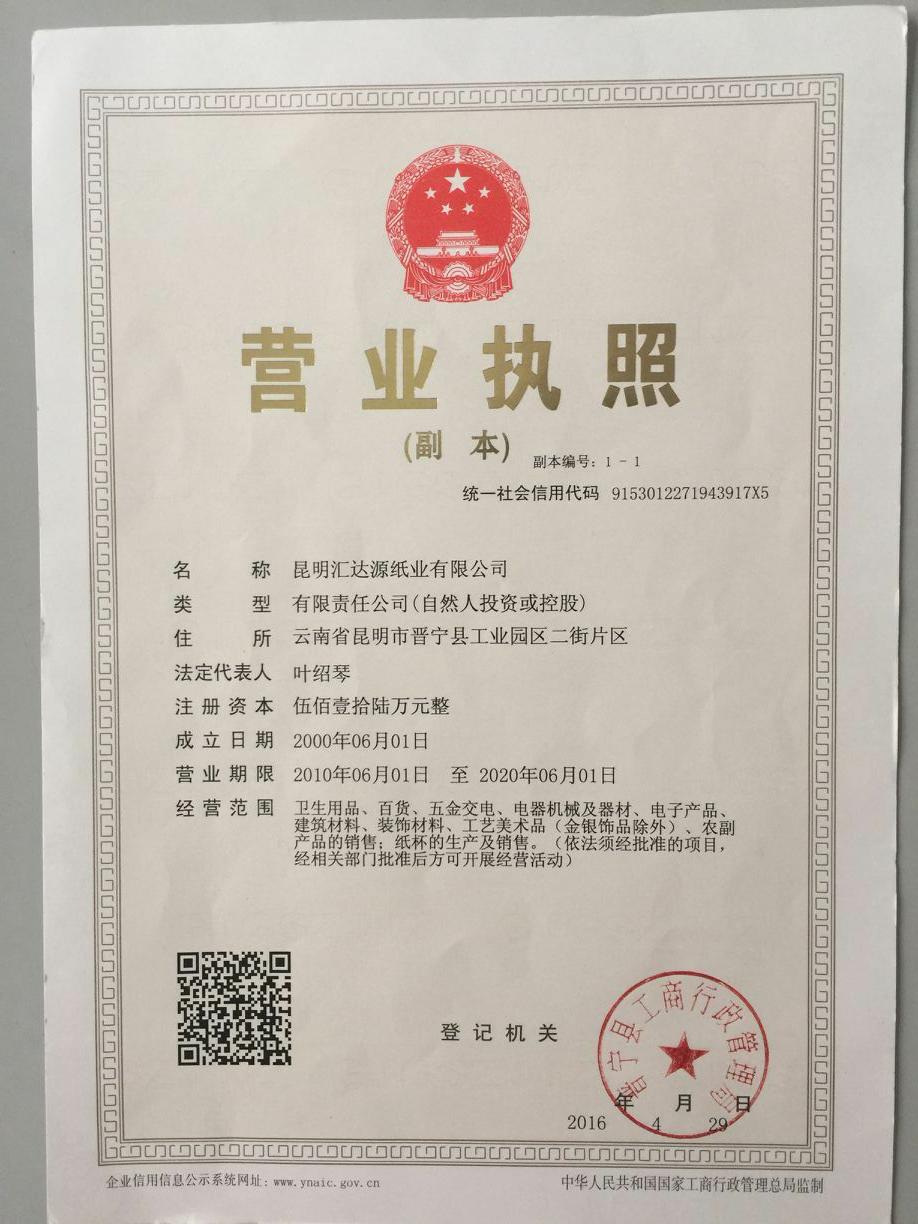 营业执照
(副 本)
副本编号：1 - 1
统一社会信用代码 9153012271943917X5
名 称 昆明汇达源纸业有限公司
类 型 有限责任公司(自然人投资或控股)
住 所 云南省昆明市晋宁县工业园区二街片区
法定代表人 叶绍琴
注册资本 伍佰壹拾陆万元整
成立日期 2000年06月01日
营业期限 2010年06月01日 至 2020年06月01日
经营范围 卫生用品、百货、五金交电、电器机械及器材、电子产品、
建筑材料、装饰材料、工艺美术品（金银饰品除外）、农副
产品的销售；纸杯的生产及销售。（依法须经批准的项目，
经相关部门批准后方可开展经营活动）
登记机关
晋宁县工商行政管理局
年 月 日
2016 4 29
企业信用信息公示系统网址：www.ynaic.gov.cn
中华人民共和国国家工商行政管理总局监制